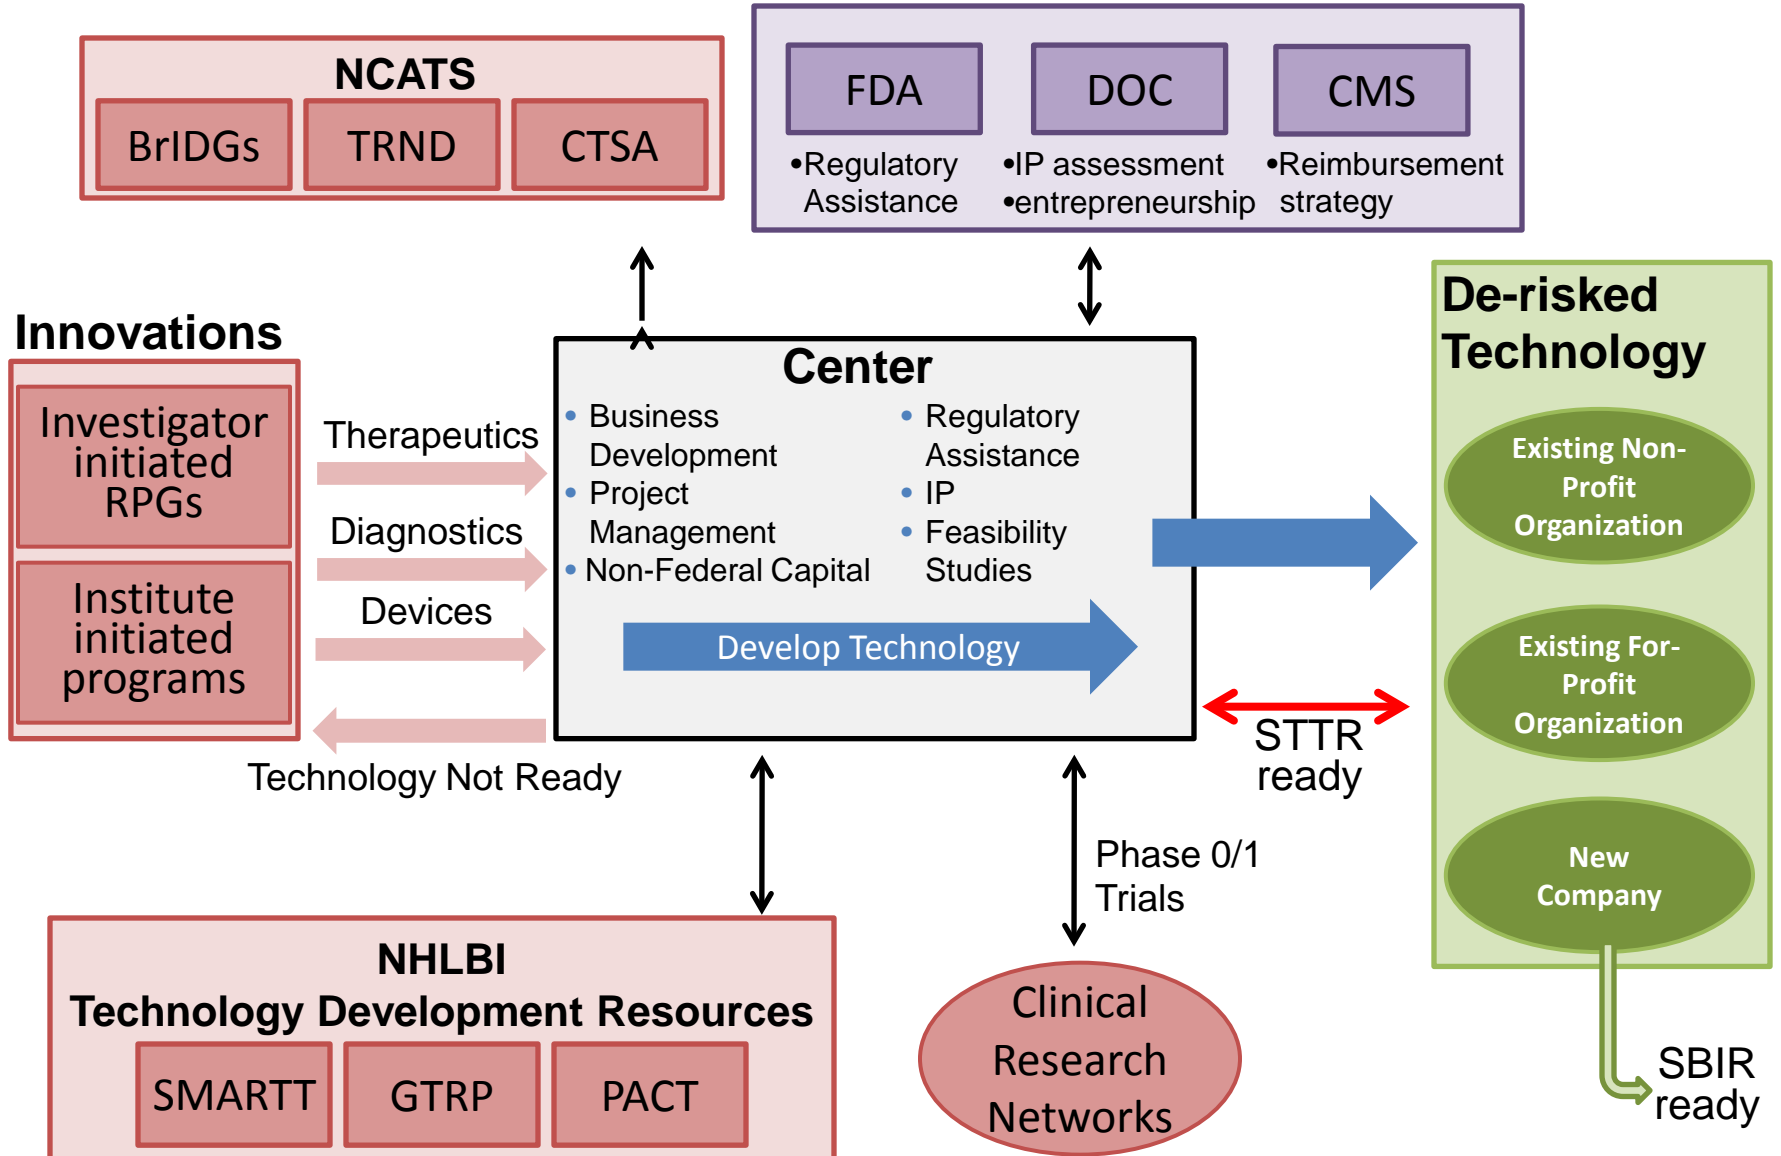 NCATS
BrIDGs
TRND
CTSA
FDA
DOC
CMS
•Regulatory
Assistance
•IP assessment
•entrepreneurship
•Reimbursement
strategy
Innovations
Investigator
initiated
RPGs
Institute
initiated
programs
Therapeutics
Diagnostics
Devices
Technology Not Ready
Center
• Business
Development
• Project
Management
• Non-Federal Capital
• Regulatory
Assistance
• IP
• Feasibility
Studies
Develop Technology
STTR
ready
De-risked
Technology
Existing Non-
Profit
Organization
Existing For-
Profit
Organization
New
Company
SBIR
ready
Phase 0/1
Trials
NHLBI
Technology Development Resources
SMARTT
GTRP
PACT
Clinical
Research
Networks